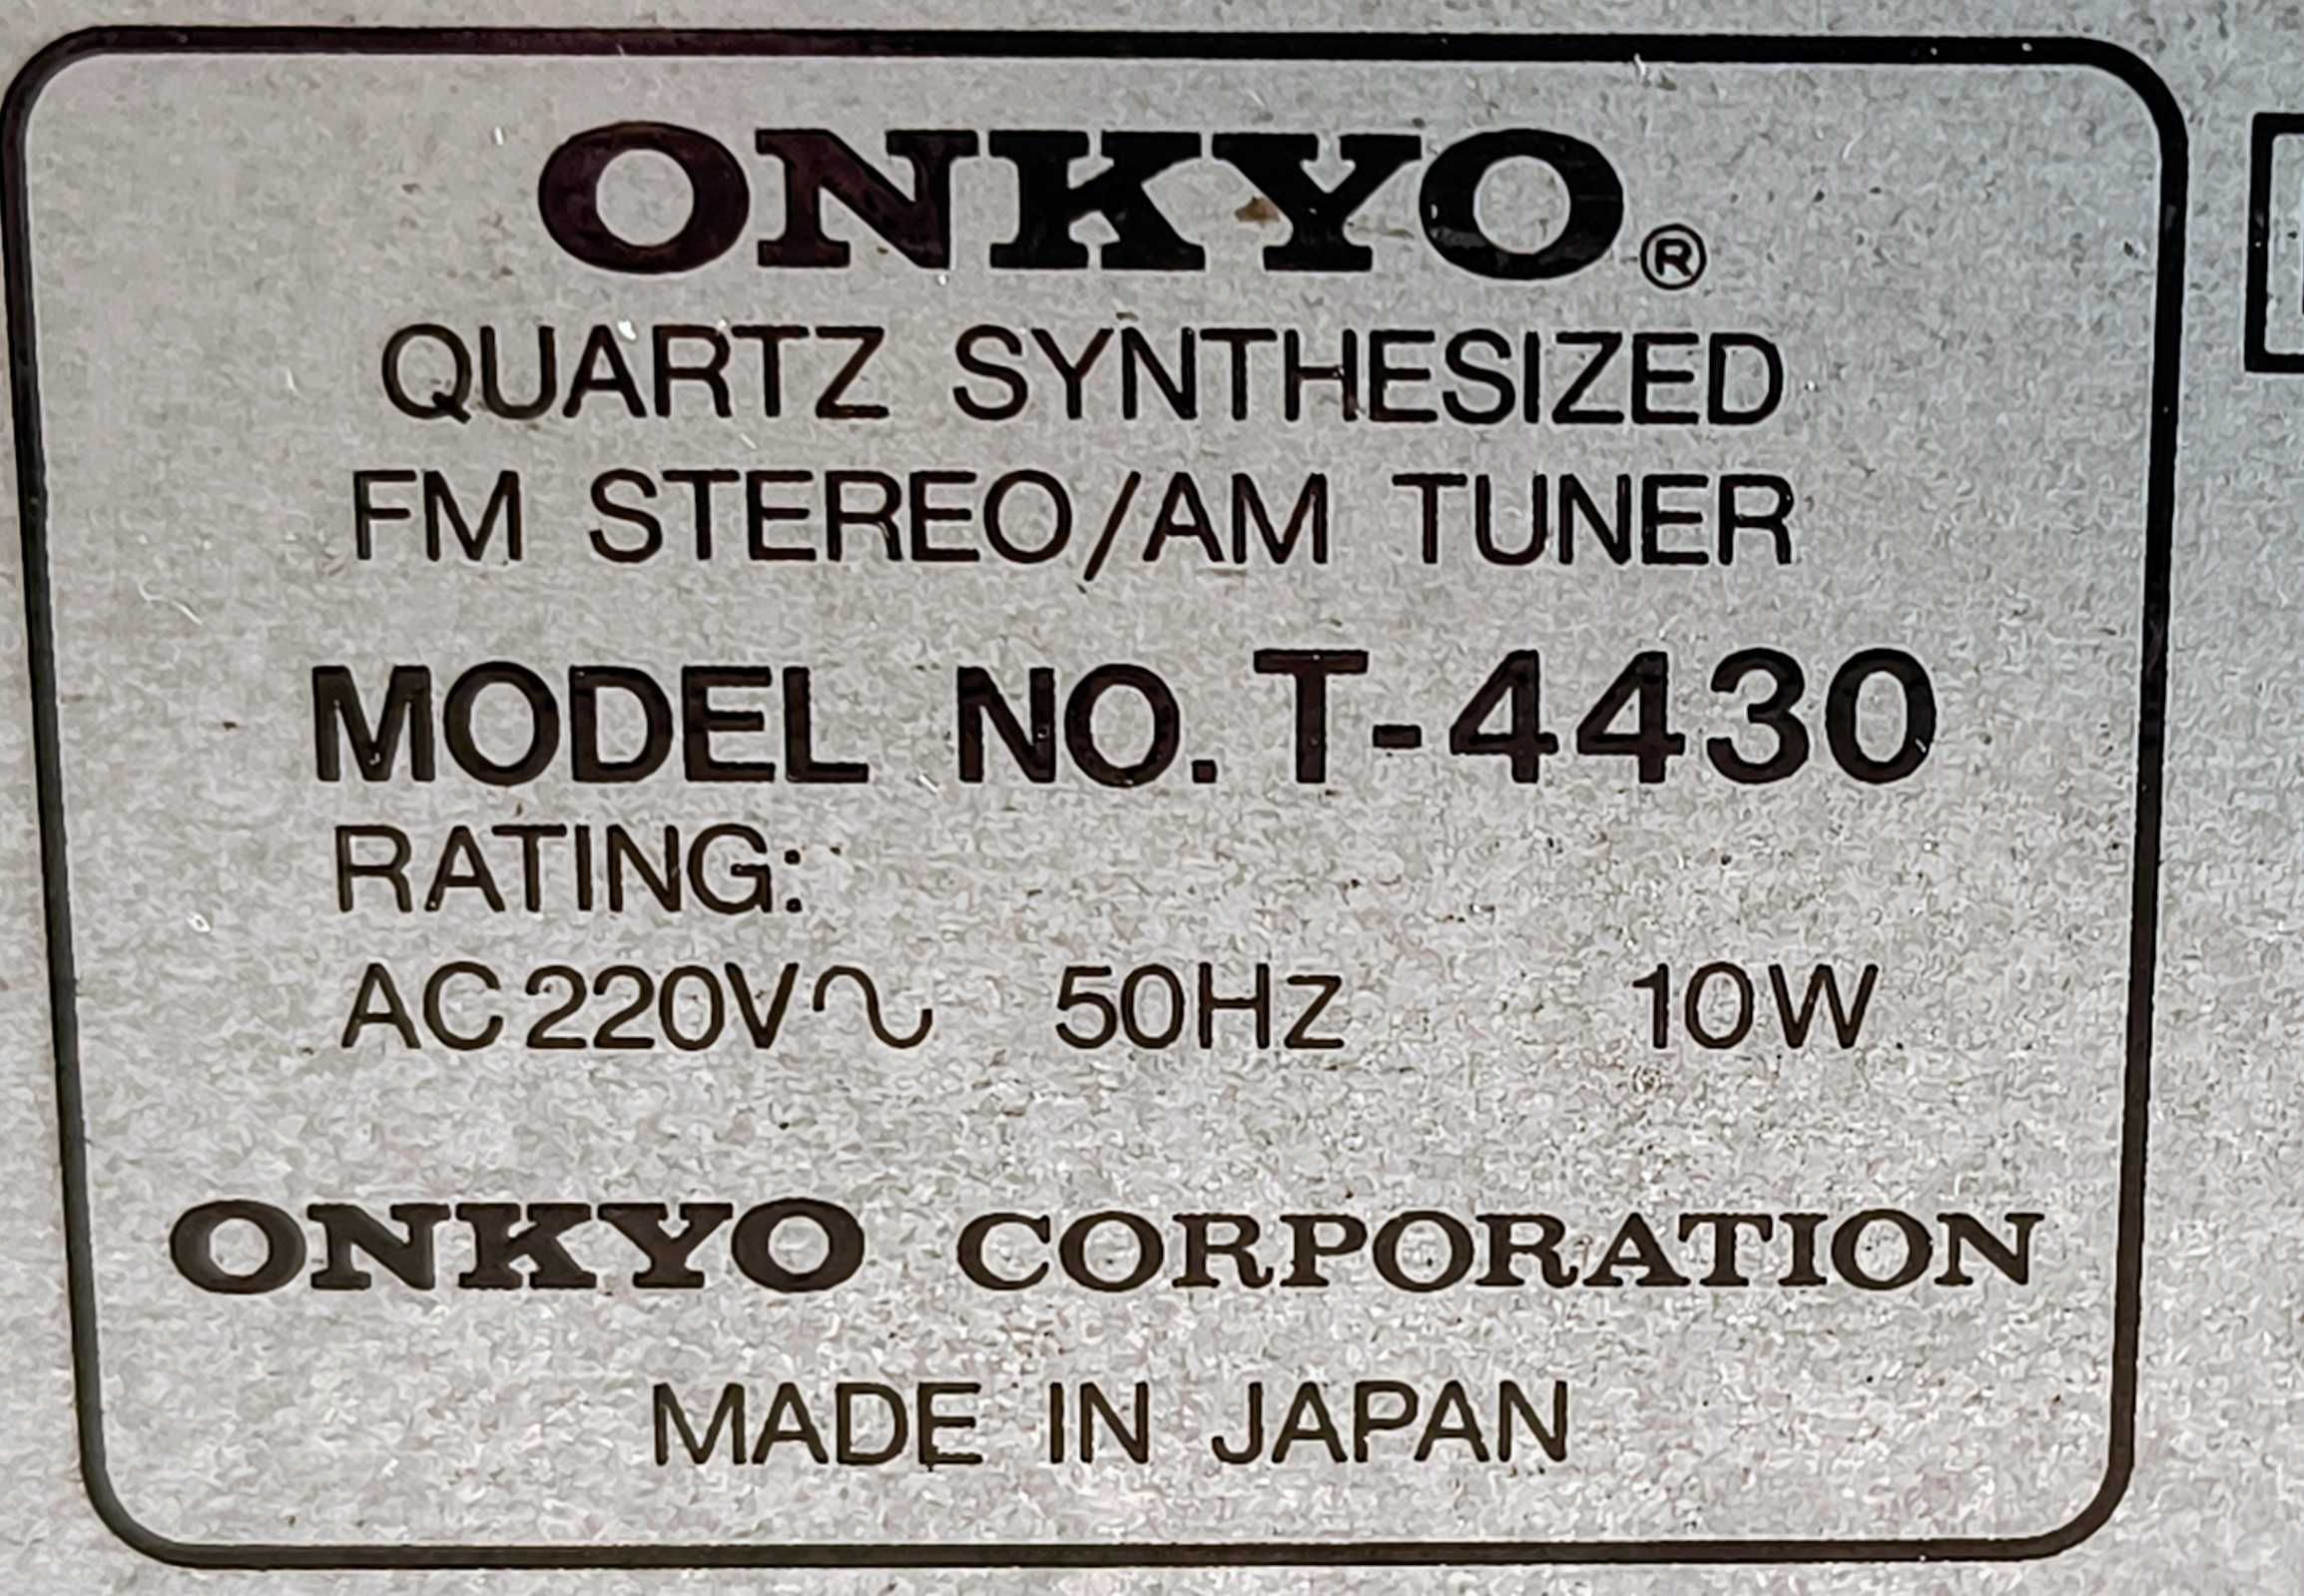 ONKYO®
QUARTZ SYNTHESIZED
FM STEREO/AM TUNER
MODEL NO. T-4430
RATING:
AC 220V∿ 50Hz 10W
ONKYO CORPORATION
MADE IN JAPAN